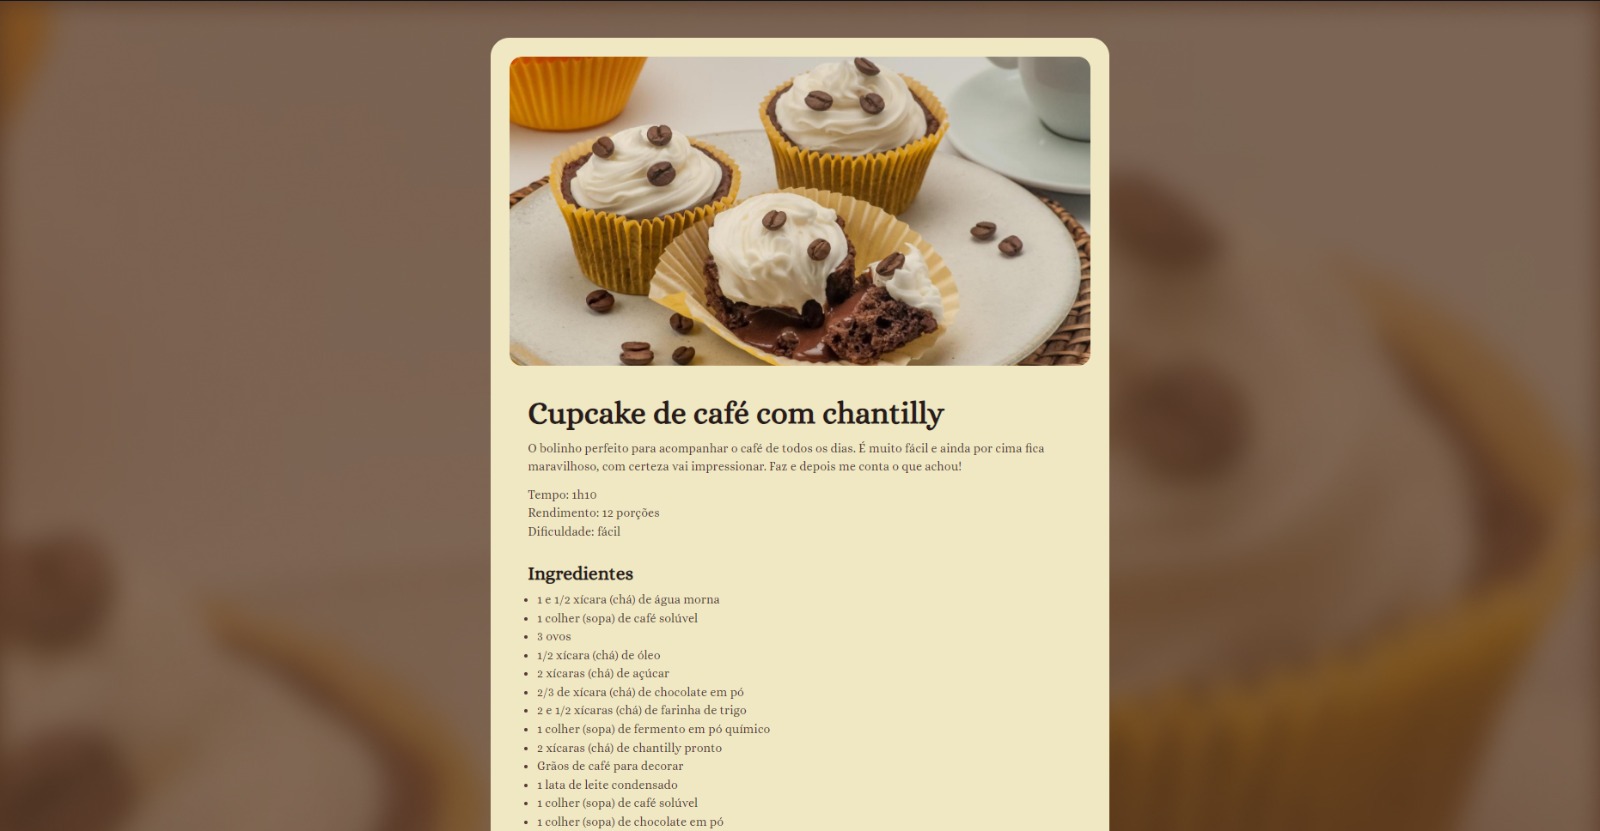 Cupcake de café com chantilly
O bolinho perfeito para acompanhar o café de todos os dias. É muito fácil e ainda por cima fica
maravilhoso, com certeza vai impressionar. Faz e depois me conta o que achou!
Tempo: 1h10
Rendimento: 12 porções
Dificuldade: fácil
Ingredientes
1 e 1/2 xícara (chá) de água morna
1 colher (sopa) de café solúvel
3 ovos
1/2 xícara (chá) de óleo
2 xícaras (chá) de açúcar
2/3 de xícara (chá) de chocolate em pó
2 e 1/2 xícaras (chá) de farinha de trigo
1 colher (sopa) de fermento em pó químico
2 xícaras (chá) de chantilly pronto
Grãos de café para decorar
1 lata de leite condensado
1 colher (sopa) de café solúvel
1 colher (sopa) de chocolate em pó